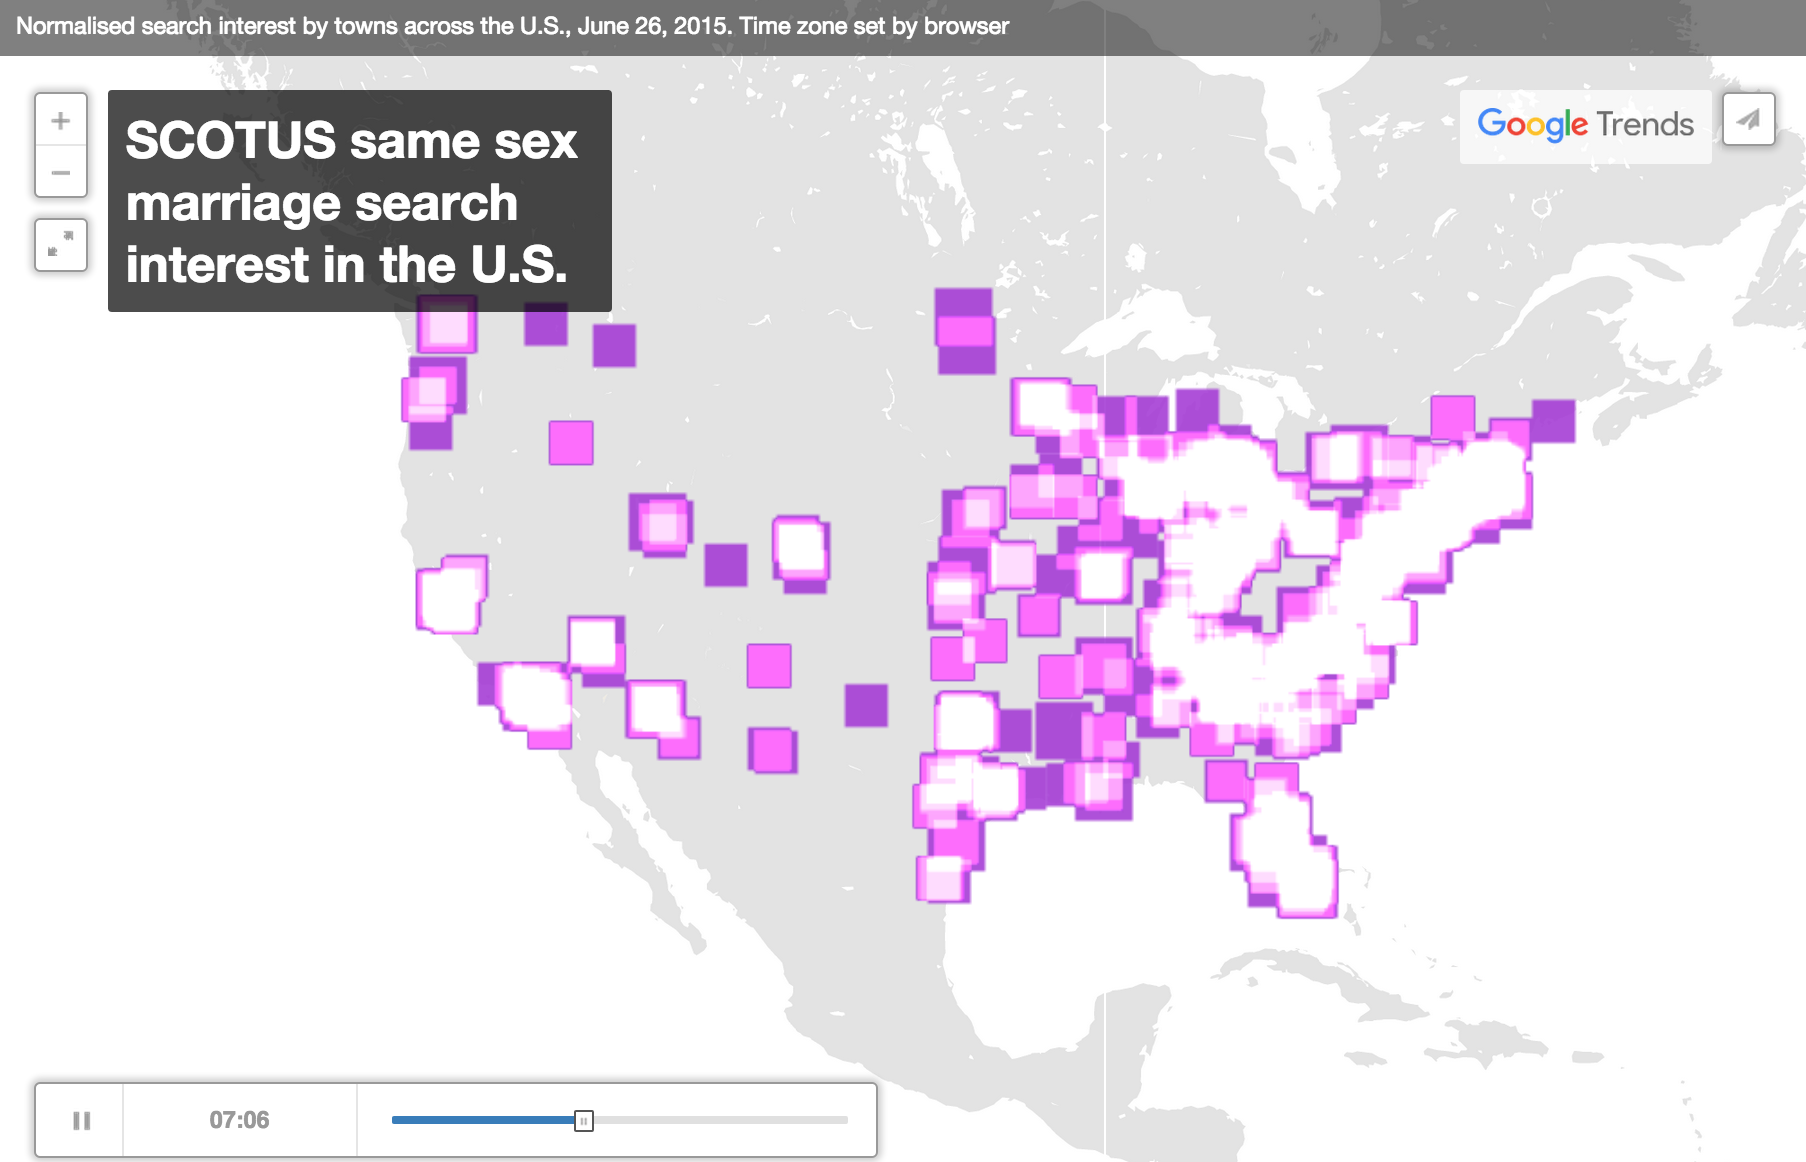 Normalised search interest by towns across the U.S., June 26, 2015. Time zone set by browser
+
−
SCOTUS same sex
marriage search
interest in the U.S.
Google Trends
07:06